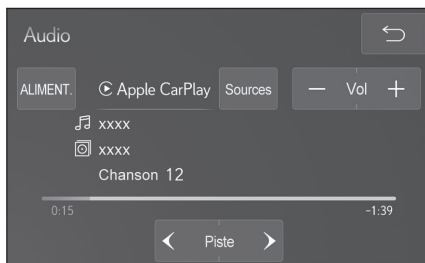 Audio
ALIMENT. Apple CarPlay Sources — Vol +
xxxx
xxxx
Chanson 12
0:15 -1:39
Piste